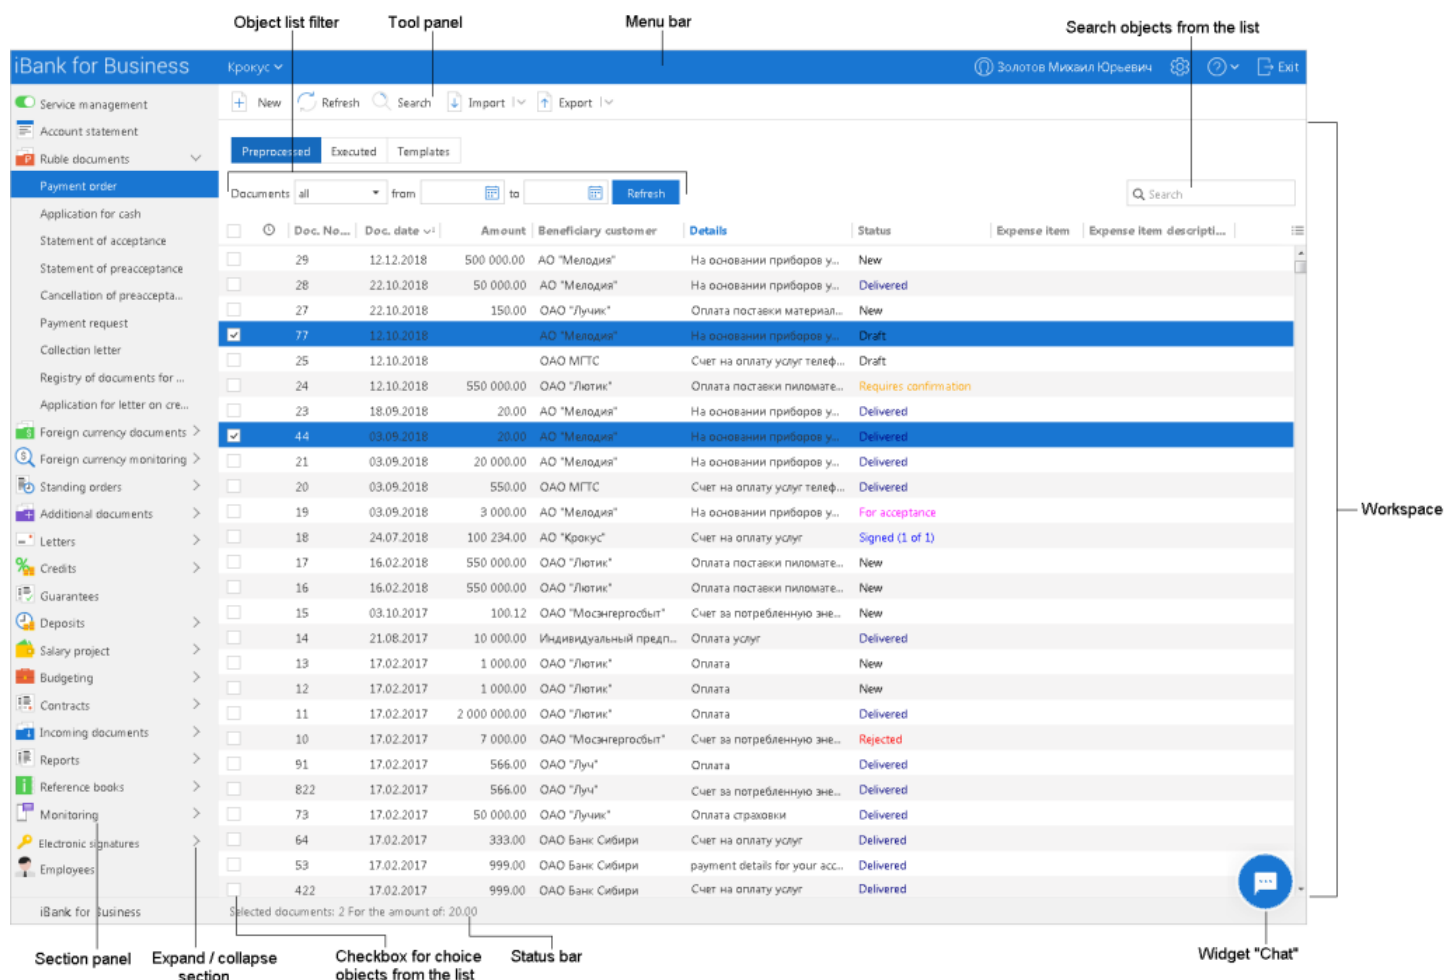 Object list filter
Tool panel
Menu bar
Search objects from the list
iBank for Business
Крокус
Золотов Михаил Юрьевич
Exit
Service management
New
Refresh
Search
Import
Export
Account statement
Ruble documents
Preprocessed
Executed
Templates
Payment order
Documents all from to Refresh
Search
Application for cash
Statement of acceptance
Statement of preacceptance
Cancellation of preaccepta...
Payment request
Collection letter
Registry of documents for ...
Application for letter on cre...
Foreign currency documents
Foreign currency monitoring
Standing orders
Additional documents
Letters
Credits
Guarantees
Deposits
Salary project
Budgeting
Contracts
Incoming documents
Reports
Reference books
Monitoring
Electronic signatures
Employees
Doc. No... Doc. date Amount Beneficiary customer Details Status Expense item Expense item descripti...
29 12.12.2018 500 000.00 АО "Мелодия" На основании приборов у... New
28 22.10.2018 50 000.00 АО "Мелодия" На основании приборов у... Delivered
27 22.10.2018 150.00 ОАО "Лучик" Оплата поставки материал... New
77 12.10.2018 АО "Мелодия" На основании приборов у... Draft
25 12.10.2018 ОАО МГТС Счет на оплату услуг телеф... Draft
24 12.10.2018 550 000.00 ОАО "Лютик" Оплата поставки пиломате... Requires confirmation
23 18.09.2018 20.00 АО "Мелодия" На основании приборов у... Delivered
44 03.09.2018 20.00 АО "Мелодия" На основании приборов у... Delivered
21 03.09.2018 20 000.00 АО "Мелодия" На основании приборов у... Delivered
20 03.09.2018 550.00 ОАО МГТС Счет на оплату услуг телеф... Delivered
19 03.09.2018 3 000.00 АО "Мелодия" На основании приборов у... For acceptance
18 24.07.2018 100 234.00 АО "Крокус" Счет на оплату услуг Signed (1 of 1)
17 16.02.2018 550 000.00 ОАО "Лютик" Оплата поставки пиломате... New
16 16.02.2018 550 000.00 ОАО "Лютик" Оплата поставки пиломате... New
15 03.10.2017 100.12 ОАО "Мосэнергосбыт" Счет за потребленную эне... New
14 21.08.2017 10 000.00 Индивидуальный предп... Оплата услуг Delivered
13 17.02.2017 1 000.00 ОАО "Лютик" Оплата New
12 17.02.2017 1 000.00 ОАО "Лютик" Оплата New
11 17.02.2017 2 000 000.00 ОАО "Лютик" Оплата Delivered
10 17.02.2017 7 000.00 ОАО "Мосэнергосбыт" Счет за потребленную эне... Rejected
91 17.02.2017 566.00 ОАО "Луч" Оплата Delivered
822 17.02.2017 566.00 ОАО "Луч" Счет за потребленную эне... Delivered
73 17.02.2017 50 000.00 ОАО "Лучик" Оплата страховки Delivered
64 17.02.2017 333.00 ОАО Банк Сибири Счет на оплату услуг Delivered
53 17.02.2017 999.00 ОАО Банк Сибири payment details for your acc... Delivered
422 17.02.2017 999.00 ОАО Банк Сибири Счет на оплату услуг Delivered
Workspace
iBank for Business
Selected documents: 2 For the amount of: 20.00
Section panel
Expand / collapse
section
Checkbox for choice
objects from the list
Status bar
Widget "Chat"